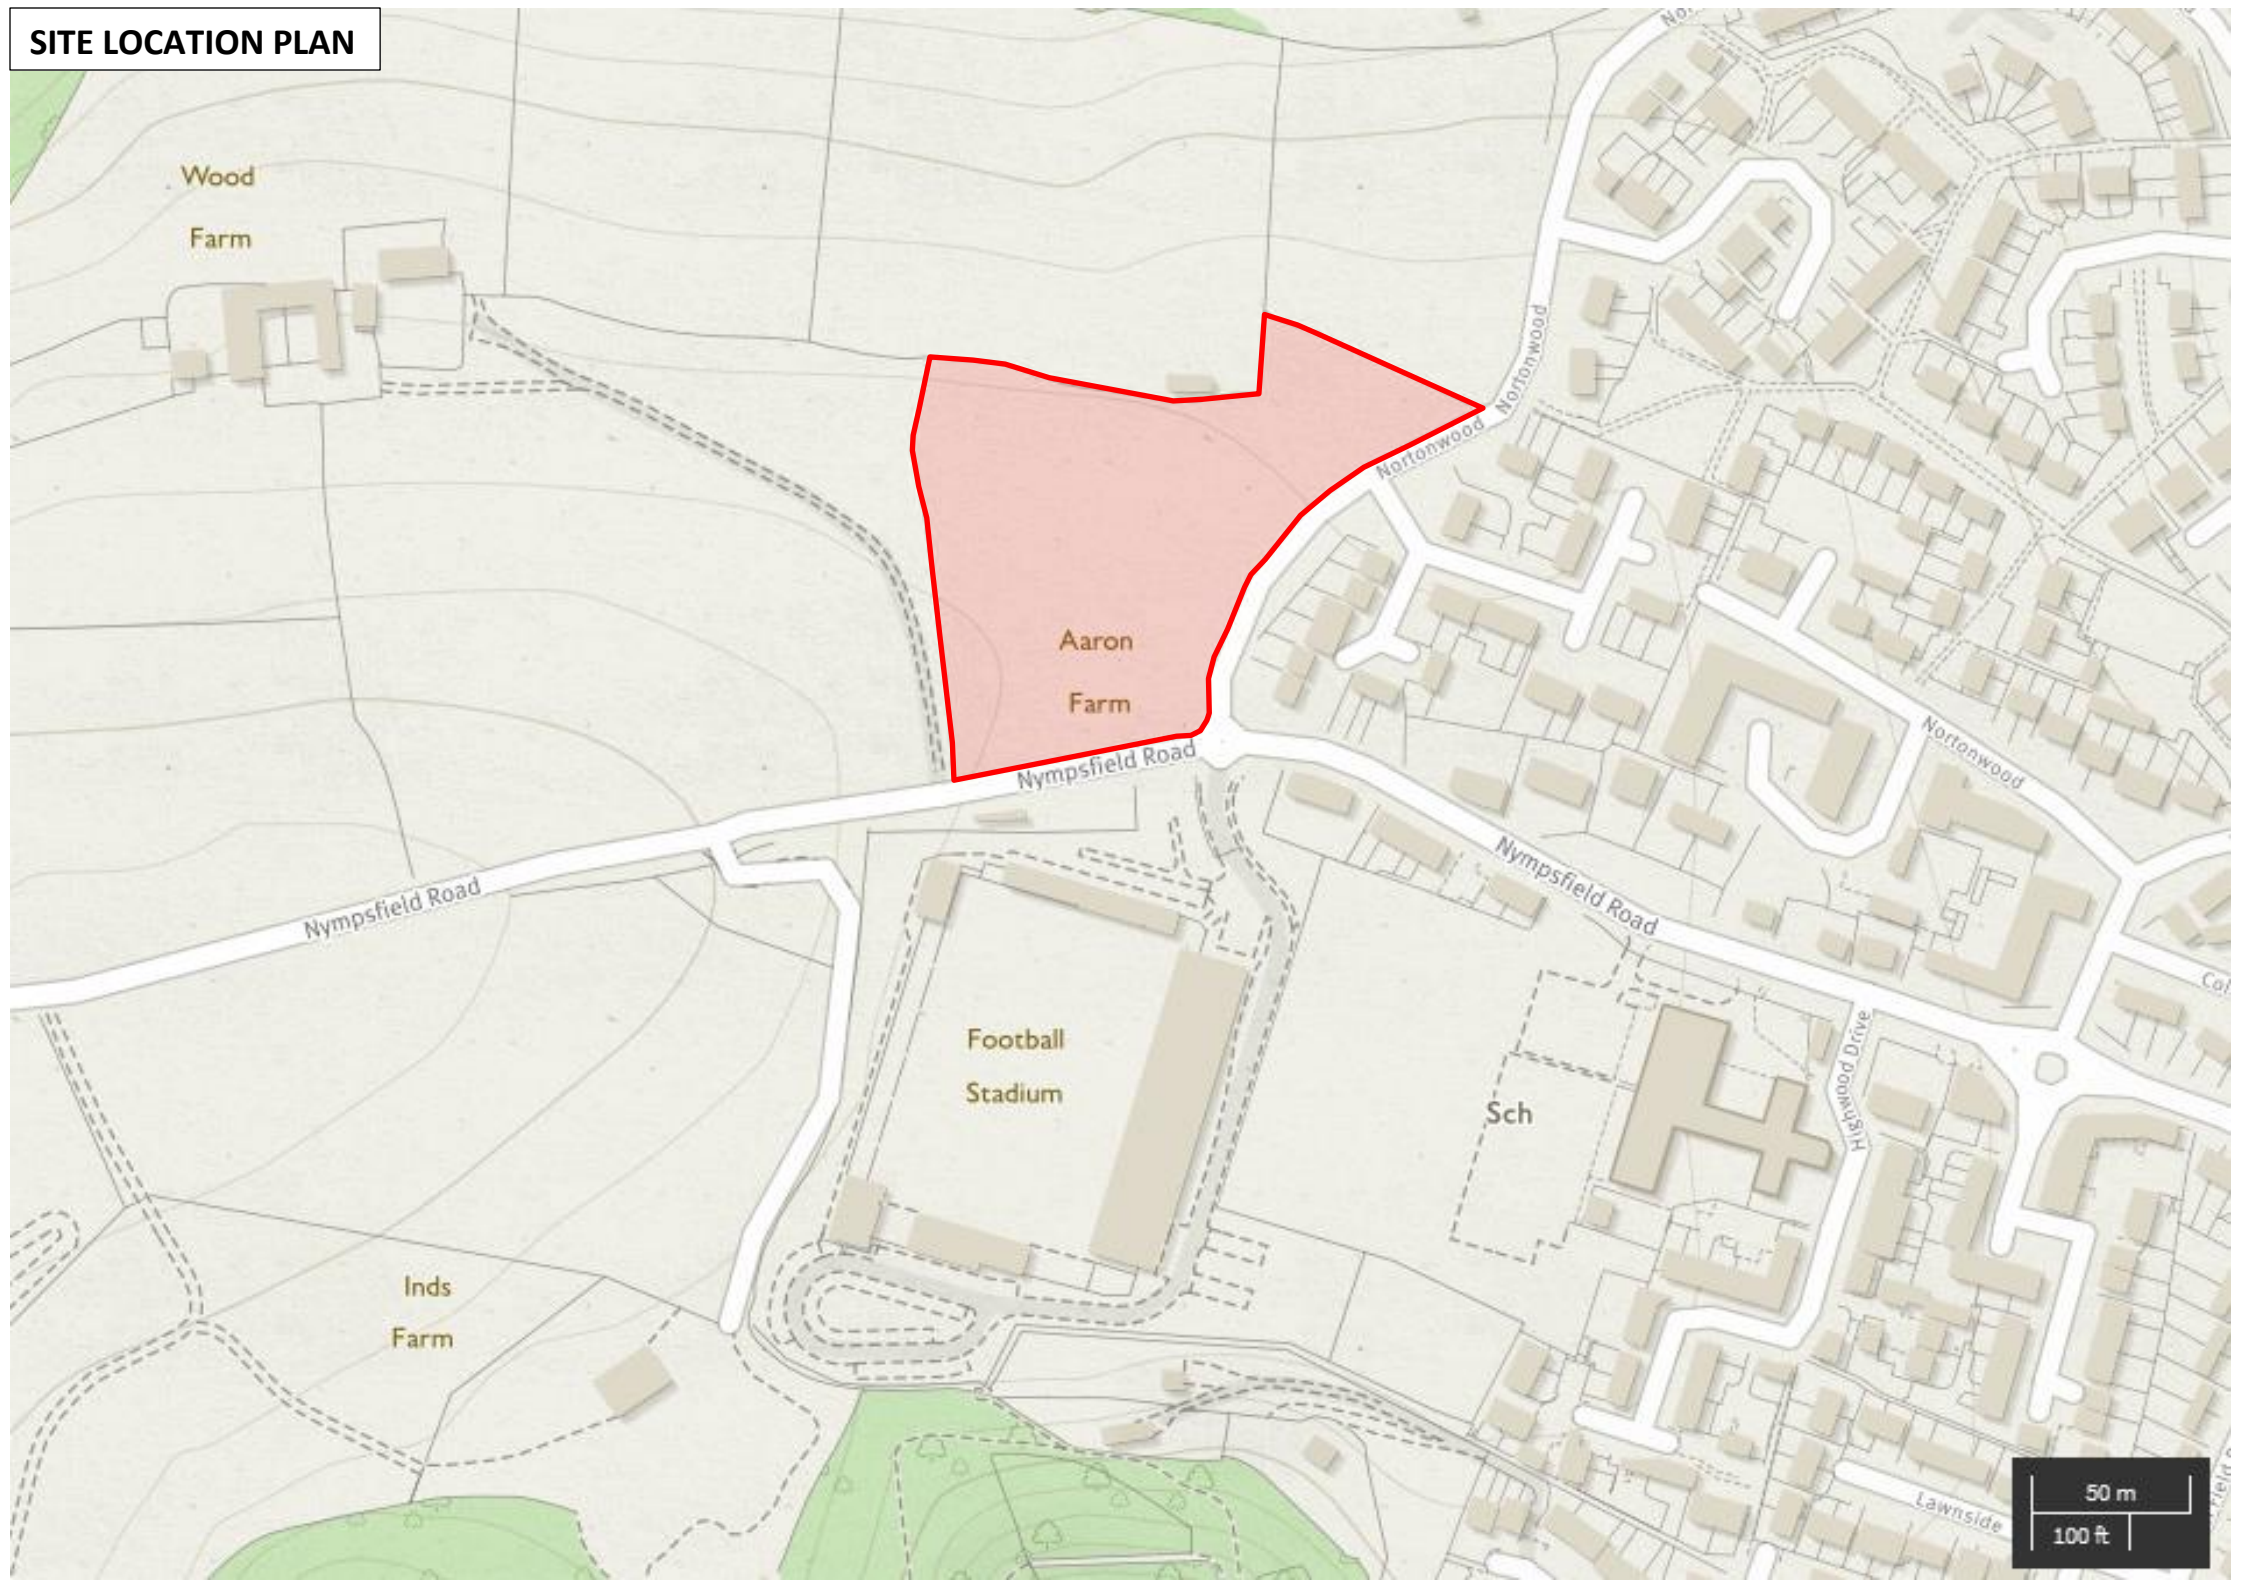 SITE LOCATION PLAN
Wood
Farm
Nortonwood
Nortonwood
Aaron
Farm
Nympsfield Road
Nortonwood
Nympsfield Road
Nympsfield Road
Football
Stadium
Highwood Drive
Sch
Inds
Farm
Lawnside
50 m
100 ft